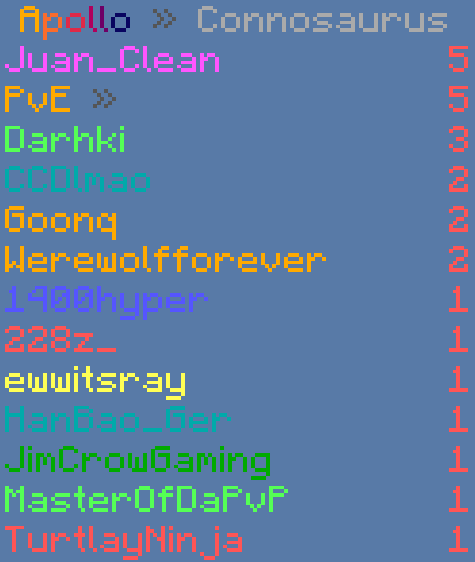 Apollo » Connosaurus
Juan_Clean 5
PvE » 5
Darhki 3
CCDlmao 2
Goonq 2
Werewolfforever 2
1900hyper 1
228z_ 1
ewwitsray 1
HanBao_Ger 1
JimCrowGaming 1
MasterOfDaPvP 1
TurtlayNinja 1